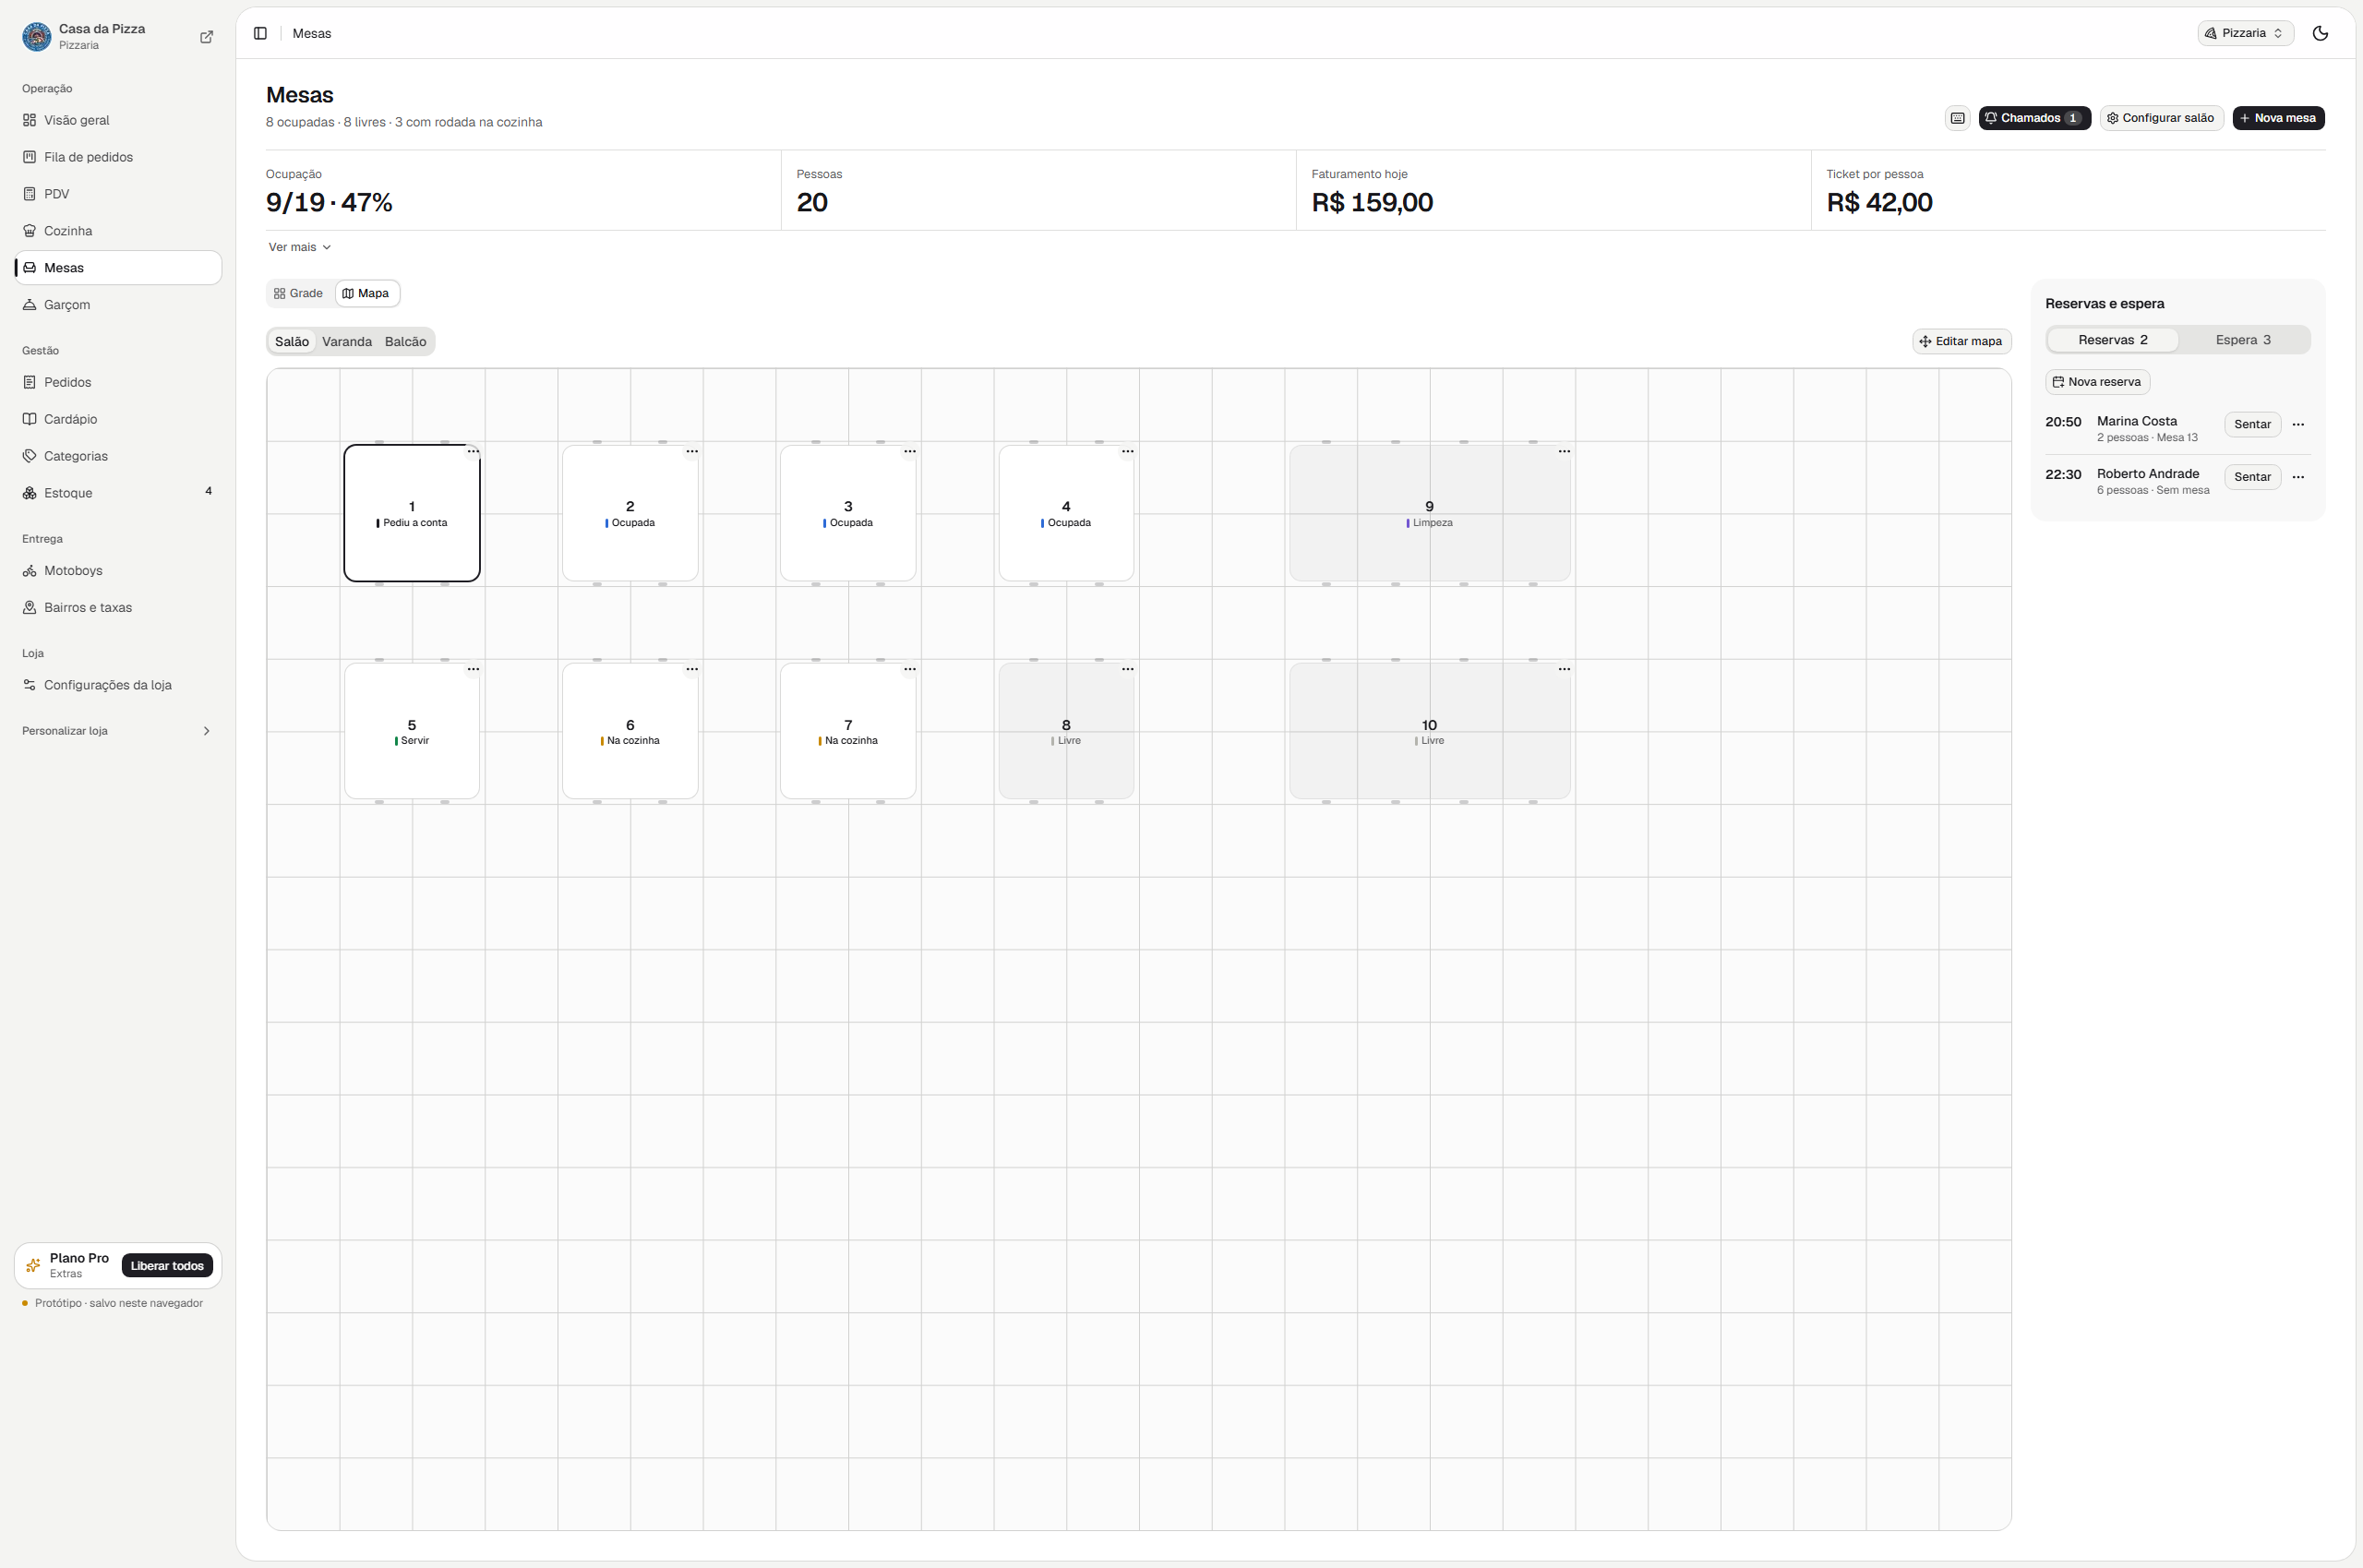 Casa da Pizza
Pizzaria
Operação
Visão geral
Fila de pedidos
PDV
Cozinha
Mesas
Garçom
Gestão
Pedidos
Cardápio
Categorias
Estoque 4
Entrega
Motoboys
Bairros e taxas
Loja
Configurações da loja
Personalizar loja
Plano Pro
Extras
Liberar todos
Protótipo · salvo neste navegador
Mesas
Pizzaria
Mesas
8 ocupadas · 8 livres · 3 com rodada na cozinha
Chamados 1
Configurar salão
Nova mesa
Ocupação
9/19 · 47%
Pessoas
20
Faturamento hoje
R$ 159,00
Ticket por pessoa
R$ 42,00
Ver mais
Grade Mapa
Salão Varanda Balcão
Editar mapa
1
Pediu a conta
2
Ocupada
3
Ocupada
4
Ocupada
9
Limpeza
5
Servir
6
Na cozinha
7
Na cozinha
8
Livre
10
Livre
Reservas e espera
Reservas 2 Espera 3
Nova reserva
20:50 Marina Costa
2 pessoas · Mesa 13
Sentar
22:30 Roberto Andrade
6 pessoas · Sem mesa
Sentar